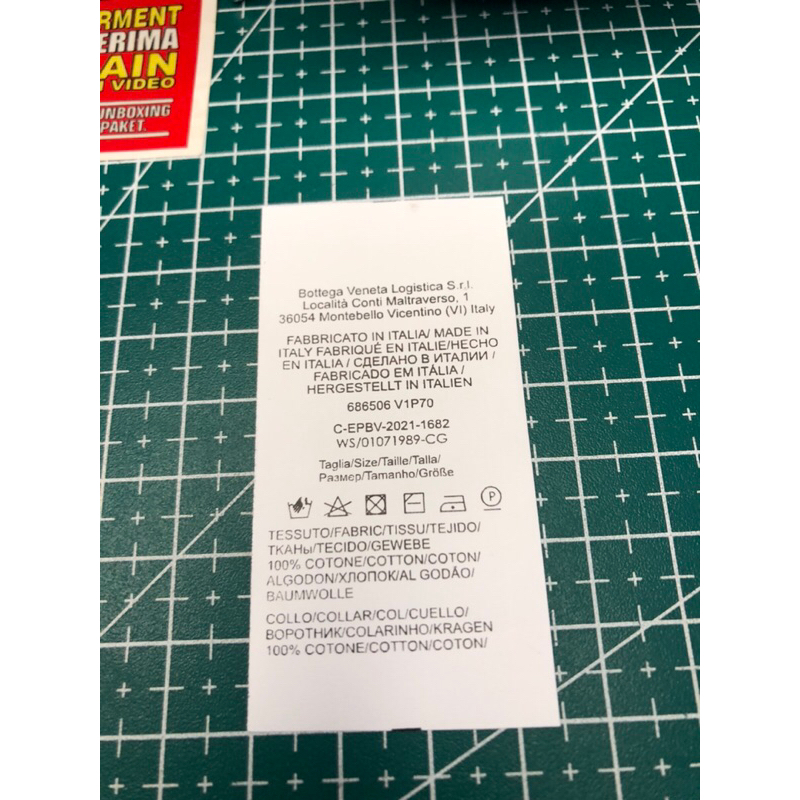 RMENT
ERIMA
AIN
VIDEO
UNBOXING
PAKET.
Bottega Veneta Logistica S.r.l.
Località Conti Maltraverso, 1
36054 Montebello Vicentino (VI) Italy
FABBRICATO IN ITALIA/ MADE IN
ITALY FABRIQUÉ EN ITALIE/HECHO
EN ITALIA / СДЕЛАНО В ИТАЛИИ /
FABRICADO EM ITÁLIA /
HERGESTELLT IN ITALIEN
686506 V1P70
C-EPBV-2021-1682
WS/01071989-CG
Taglia/Size/Taille/Talla/
Размер/Tamanho/Größe
P
TESSUTO/FABRIC/TISSU/TEJIDO/
ТКАНЫ/TECIDO/GEWEBE
100% COTONE/COTTON/COTON/
ALGODON/ХЛОПОК/AL GODÃO/
BAUMWOLLE
COLLO/COLLAR/COL/CUELLO/
ВОРОТНИК/COLARINHO/KRAGEN
100% COTONE/COTTON/COTON/